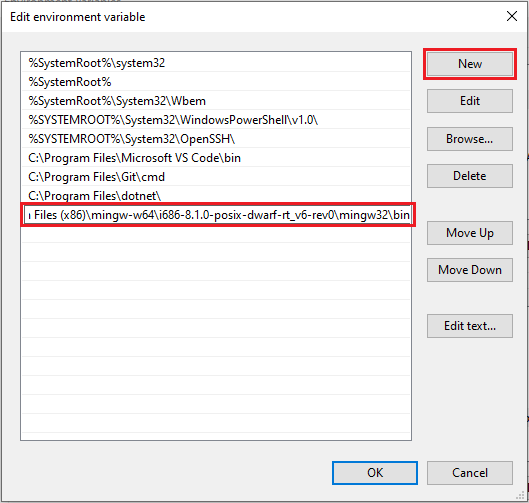 Edit environment variable
%SystemRoot%\system32
%SystemRoot%
%SystemRoot%\System32\Wbem
%SYSTEMROOT%\System32\WindowsPowerShell\v1.0\
%SYSTEMROOT%\System32\OpenSSH\
C:\Program Files\Microsoft VS Code\bin
C:\Program Files\Git\cmd
C:\Program Files\dotnet\
Files (x86)\mingw-w64\i686-8.1.0-posix-dwarf-rt_v6-rev0\mingw32\bin
New
Edit
Browse...
Delete
Move Up
Move Down
Edit text...
OK
Cancel